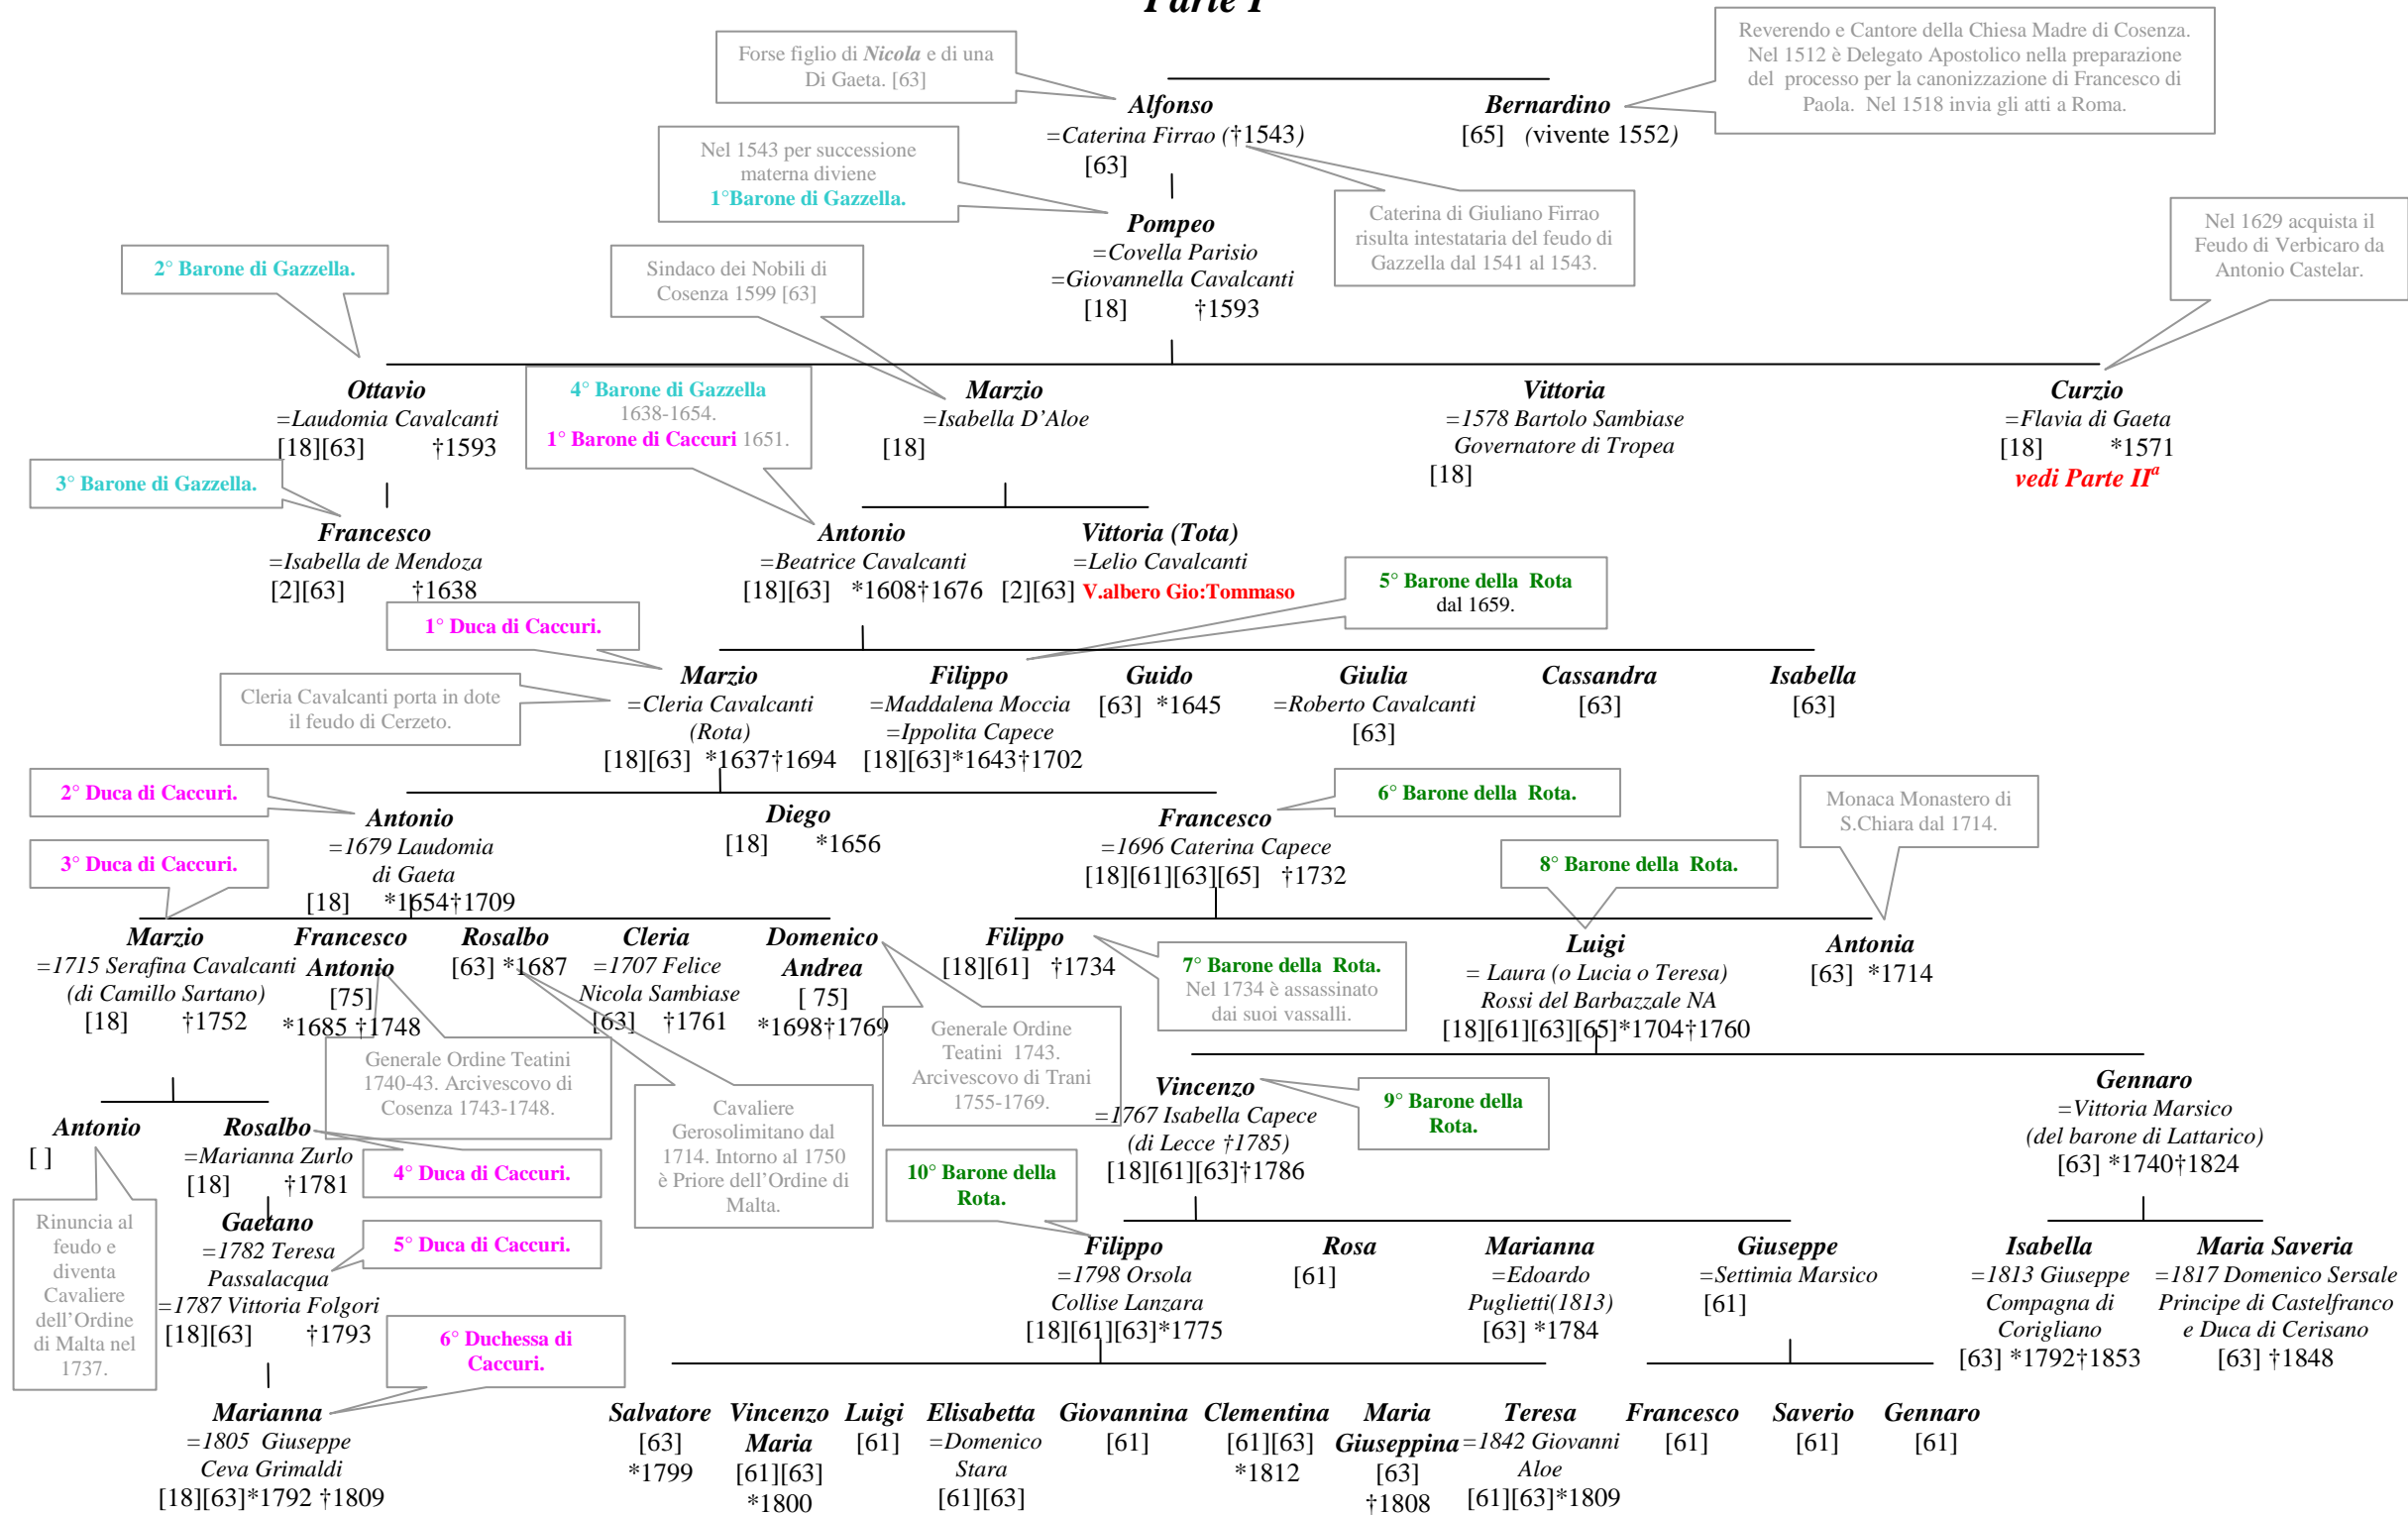 Parte I
Forse figlio di Nicola e di una
Di Gaeta. [63]
Reverendo e Cantore della Chiesa Madre di Cosenza.
Nel 1512 è Delegato Apostolico nella preparazione
del processo per la canonizzazione di Francesco di
Paola. Nel 1518 invia gli atti a Roma.
Alfonso
=Caterina Firrao (†1543)
[63]
Bernardino
[65] (vivente 1552)
Nel 1543 per successione
materna diviene
1°Barone di Gazzella.
Caterina di Giuliano Firrao
risulta intestataria del feudo di
Gazzella dal 1541 al 1543.
Nel 1629 acquista il
Feudo di Verbicaro da
Antonio Castelar.
Pompeo
=Covella Parisio
=Giovannella Cavalcanti
[18] †1593
2° Barone di Gazzella.
Sindaco dei Nobili di
Cosenza 1599 [63]
Ottavio
=Laudomia Cavalcanti
[18][63] †1593
4° Barone di Gazzella
1638-1654.
1° Barone di Caccuri 1651.
Marzio
=Isabella D'Aloe
[18]
Vittoria
=1578 Bartolo Sambiase
Governatore di Tropea
[18]
Curzio
=Flavia di Gaeta
[18] *1571
vedi Parte IIª
3° Barone di Gazzella.
Francesco
=Isabella de Mendoza
[2][63] †1638
Antonio
=Beatrice Cavalcanti
[18][63] *1608†1676
Vittoria (Tota)
=Lelio Cavalcanti
[2][63] V.albero Gio:Tommaso
5° Barone della Rota
dal 1659.
1° Duca di Caccuri.
Cleria Cavalcanti porta in dote
il feudo di Cerzeto.
Marzio
=Cleria Cavalcanti
(Rota)
[18][63] *1637†1694
Filippo
=Maddalena Moccia
=Ippolita Capece
[18][63]*1643†1702
Guido
[63] *1645
Giulia
=Roberto Cavalcanti
[63]
Cassandra
[63]
Isabella
[63]
2° Duca di Caccuri.
6° Barone della Rota.
Monaca Monastero di
S.Chiara dal 1714.
Antonio
=1679 Laudomia
di Gaeta
[18] *1654†1709
Diego
[18] *1656
Francesco
=1696 Caterina Capece
[18][61][63][65] †1732
3° Duca di Caccuri.
8° Barone della Rota.
Marzio
=1715 Serafina Cavalcanti
(di Camillo Sartano)
[18] †1752
Francesco
Antonio
[75]
*1685 †1748
Rosalbo
[63] *1687
Cleria
=1707 Felice
Nicola Sambiase
[63] †1761
Domenico
Andrea
[ 75]
*1698†1769
Filippo
[18][61] †1734
7° Barone della Rota.
Nel 1734 è assassinato
dai suoi vassalli.
Luigi
= Laura (o Lucia o Teresa)
Rossi del Barbazzale NA
[18][61][63][65]*1704†1760
Antonia
[63] *1714
Generale Ordine Teatini
1740-43. Arcivescovo di
Cosenza 1743-1748.
Cavaliere
Gerosolimitano dal
1714. Intorno al 1750
è Priore dell'Ordine di
Malta.
Generale Ordine
Teatini 1743.
Arcivescovo di Trani
1755-1769.
Antonio
[ ]
Rosalbo
=Marianna Zurlo
[18] †1781
4° Duca di Caccuri.
Vincenzo
=1767 Isabella Capece
(di Lecce †1785)
[18][61][63]†1786
9° Barone della
Rota.
Gennaro
=Vittoria Marsico
(del barone di Lattarico)
[63] *1740†1824
10° Barone della
Rota.
Rinuncia al
feudo e
diventa
Cavaliere
dell'Ordine
di Malta nel
1737.
Gaetano
=1782 Teresa
Passalacqua
=1787 Vittoria Folgori
[18][63] †1793
5° Duca di Caccuri.
Filippo
=1798 Orsola
Collise Lanzara
[18][61][63]*1775
Rosa
[61]
Marianna
=Edoardo
Puglietti(1813)
[63] *1784
Giuseppe
=Settimia Marsico
[61]
Isabella
=1813 Giuseppe
Compagna di
Corigliano
[63] *1792†1853
Maria Saveria
=1817 Domenico Sersale
Principe di Castelfranco
e Duca di Cerisano
[63] †1848
6° Duchessa di
Caccuri.
Marianna
=1805 Giuseppe
Ceva Grimaldi
[18][63]*1792 †1809
Salvatore
[63]
*1799
Vincenzo
Maria
[61][63]
*1800
Luigi
[61]
Elisabetta
=Domenico
Stara
[61][63]
Giovannina
[61]
Clementina
[61][63]
*1812
Maria
Giuseppina
[63]
†1808
Teresa
=1842 Giovanni
Aloe
[61][63]*1809
Francesco
[61]
Saverio
[61]
Gennaro
[61]